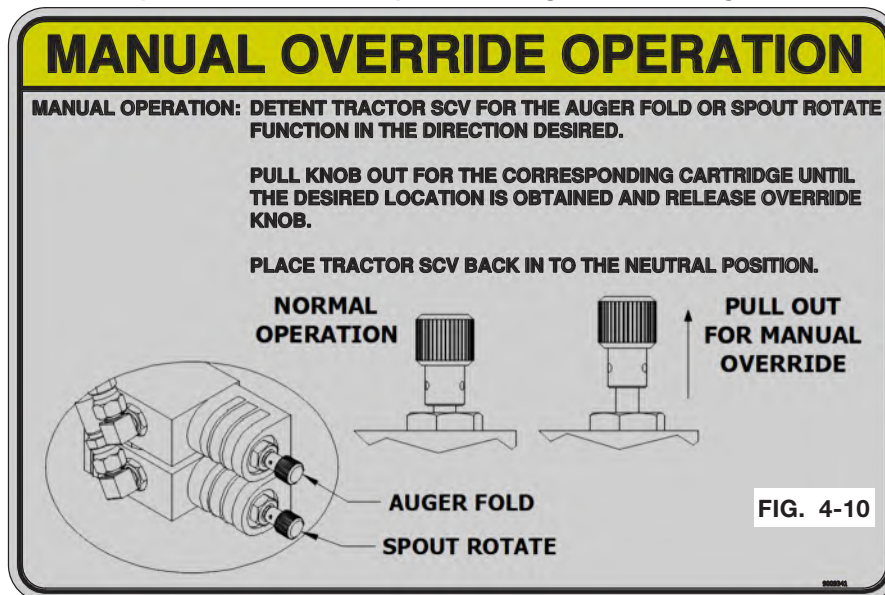 MANUAL OVERRIDE OPERATION
MANUAL OPERATION: DETENT TRACTOR SCV FOR THE AUGER FOLD OR SPOUT ROTATE
FUNCTION IN THE DIRECTION DESIRED.
PULL KNOB OUT FOR THE CORRESPONDING CARTRIDGE UNTIL
THE DESIRED LOCATION IS OBTAINED AND RELEASE OVERRIDE
KNOB.
PLACE TRACTOR SCV BACK IN TO THE NEUTRAL POSITION.
NORMAL
OPERATION
PULL OUT
FOR MANUAL
OVERRIDE
AUGER FOLD
SPOUT ROTATE
FIG. 4-10